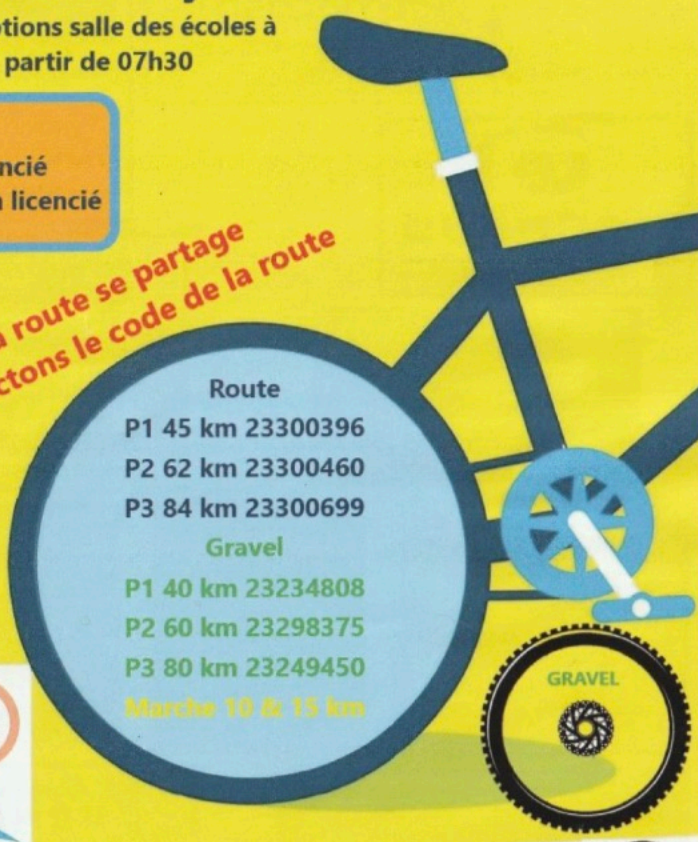 ptions salle des écoles à
partir de 07h30
ncié
licencié
route se partage
ctons le code de la route
Route
P1 45 km 23300396
P2 62 km 23300460
P3 84 km 23300699
Gravel
P1 40 km 23234808
P2 60 km 23298375
P3 80 km 23249450
Marche 10 & 15 km
GRAVEL